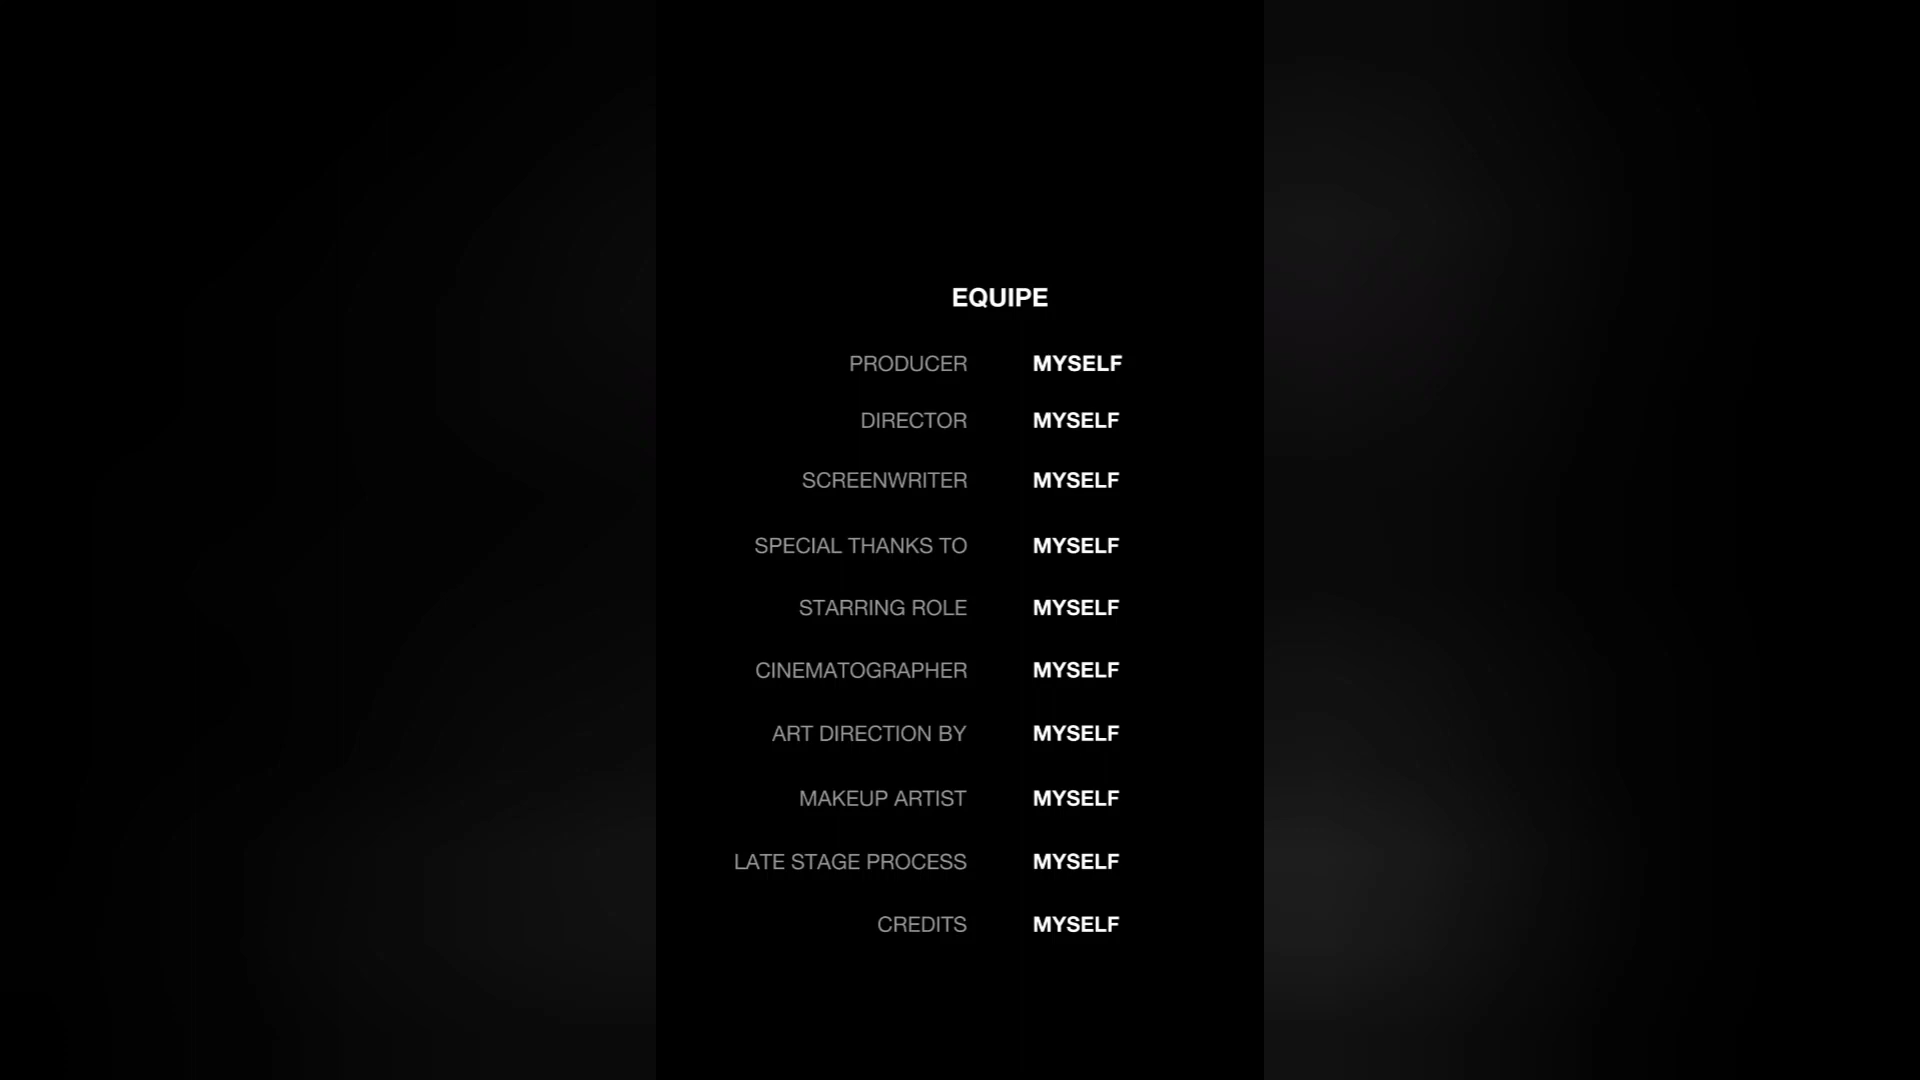 EQUIPE
PRODUCER MYSELF
DIRECTOR MYSELF
SCREENWRITER MYSELF
SPECIAL THANKS TO MYSELF
STARRING ROLE MYSELF
CINEMATOGRAPHER MYSELF
ART DIRECTION BY MYSELF
MAKEUP ARTIST MYSELF
LATE STAGE PROCESS MYSELF
CREDITS MYSELF